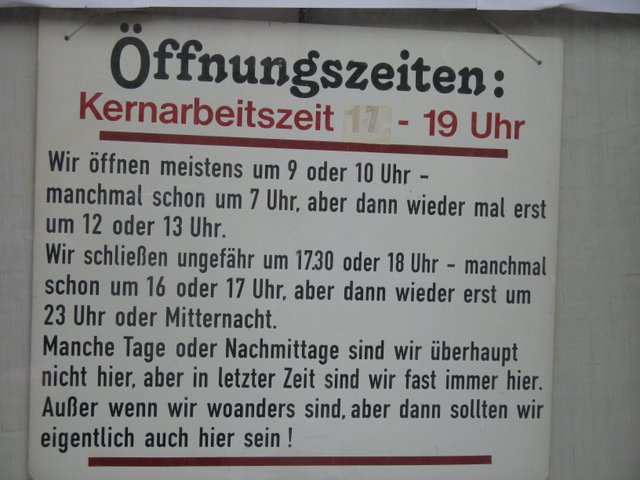 Öffnungszeiten:
Kernarbeitszeit 17 - 19 Uhr
Wir öffnen meistens um 9 oder 10 Uhr -
manchmal schon um 7 Uhr, aber dann wieder mal erst
um 12 oder 13 Uhr.
Wir schließen ungefähr um 17.30 oder 18 Uhr - manchmal
schon um 16 oder 17 Uhr, aber dann wieder erst um
23 Uhr oder Mitternacht.
Manche Tage oder Nachmittage sind wir überhaupt
nicht hier, aber in letzter Zeit sind wir fast immer hier.
Außer wenn wir woanders sind, aber dann sollten wir
eigentlich auch hier sein !